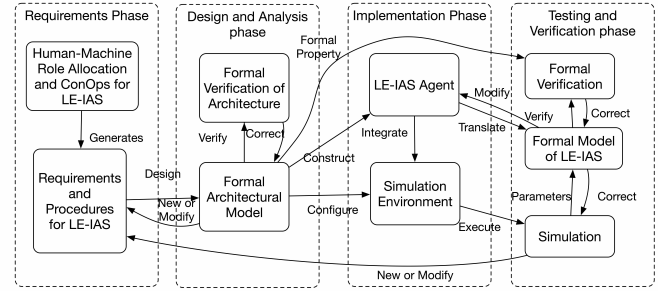 Requirements Phase
Human-Machine
Role Allocation
and ConOps for
LE-IAS
Generates
Requirements
and
Procedures
for LE-IAS
Design
New or
Modify
Design and Analysis
phase
Formal
Verification of
Architecture
Verify
Correct
Formal
Architectural
Model
Formal
Property
Construct
Configure
Implementation Phase
LE-IAS Agent
Integrate
Simulation
Environment
Modify
Translate
Execute
Testing and
Verification phase
Formal
Verification
Verify
Correct
Formal Model
of LE-IAS
Parameters
Correct
Simulation
New or Modify